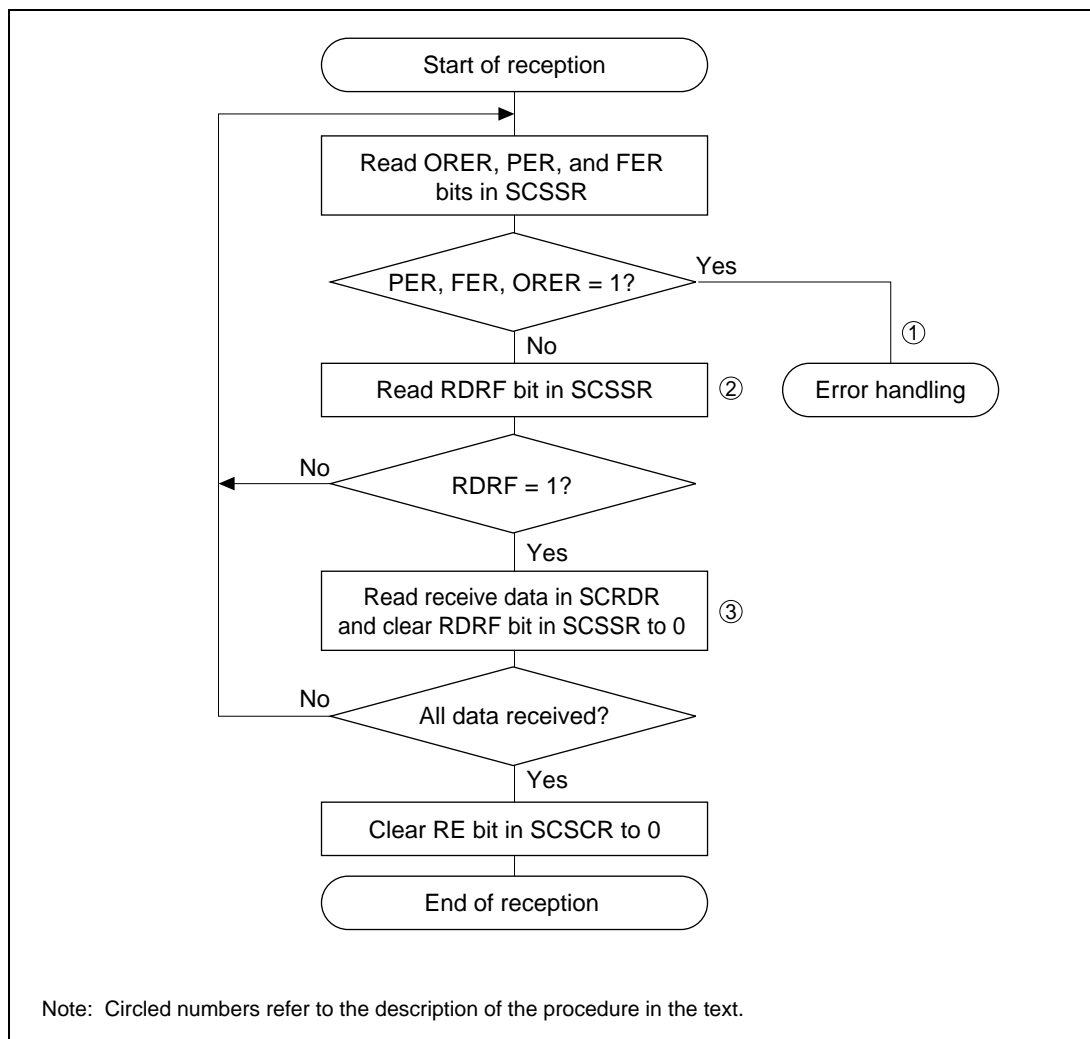 Start of reception
Read ORER, PER, and FER
bits in SCSSR
PER, FER, ORER = 1?
Yes
①
No
Read RDRF bit in SCSSR
②
Error handling
No
RDRF = 1?
Yes
Read receive data in SCRDR
and clear RDRF bit in SCSSR to 0
③
No
All data received?
Yes
Clear RE bit in SCSCR to 0
End of reception
Note: Circled numbers refer to the description of the procedure in the text.